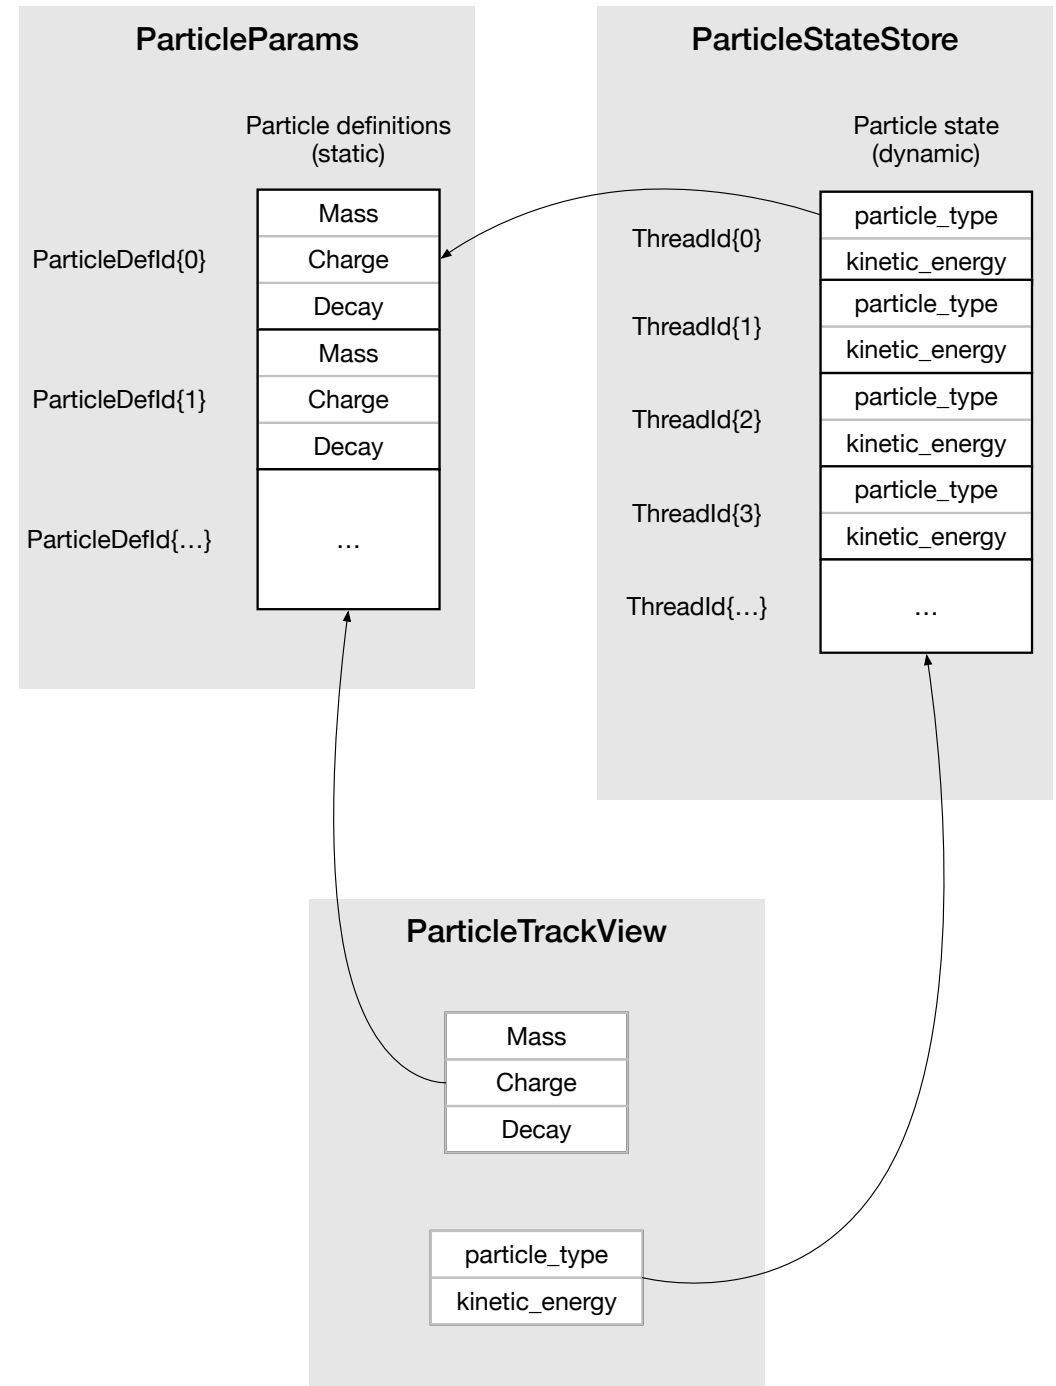 ParticleParams
Particle definitions
(static)
ParticleDefId{0}
Mass
Charge
Decay
ParticleDefId{1}
Mass
Charge
Decay
ParticleDefId{...}
...
ParticleStateStore
Particle state
(dynamic)
ThreadId{0}
particle_type
kinetic_energy
ThreadId{1}
particle_type
kinetic_energy
ThreadId{2}
particle_type
kinetic_energy
ThreadId{3}
particle_type
kinetic_energy
ThreadId{...}
...
ParticleTrackView
Mass
Charge
Decay
particle_type
kinetic_energy